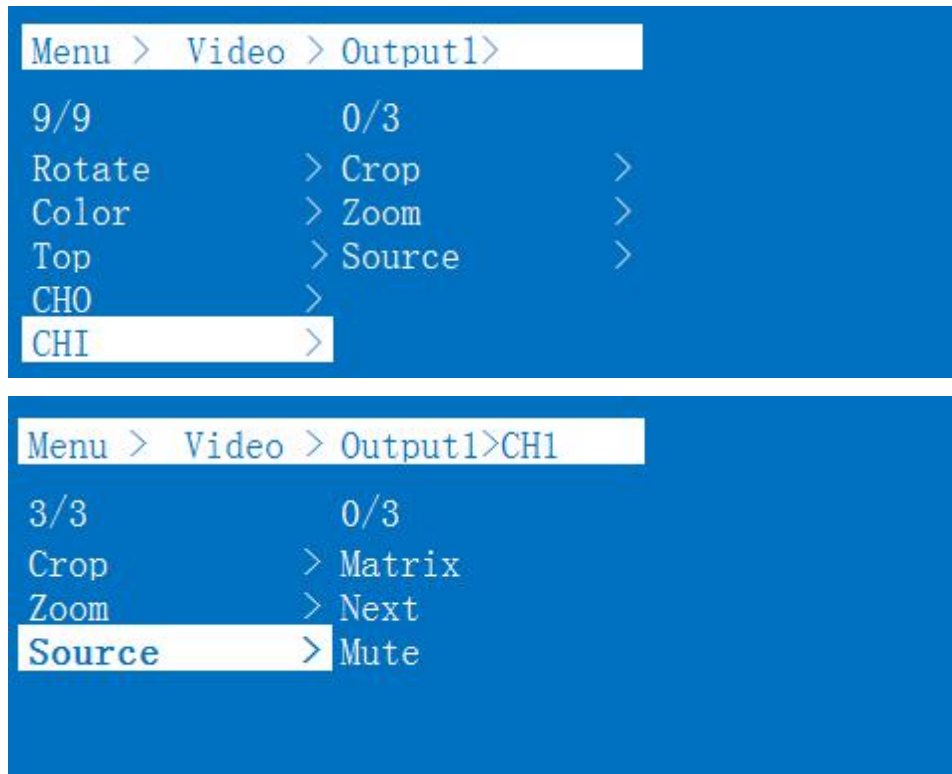 Menu > Video > Output1>
9/9 0/3
Rotate > Crop >
Color > Zoom >
Top > Source >
CHO >
CHI >
Menu > Video > Output1>CH1
3/3 0/3
Crop > Matrix
Zoom > Next
Source > Mute